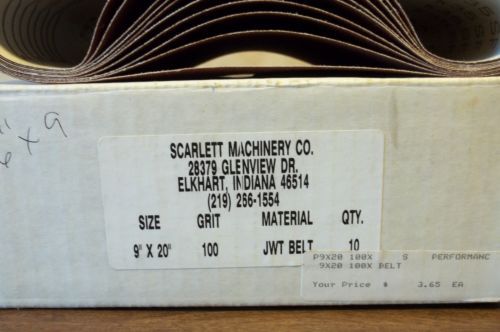 SCARLETT MACHINERY CO.
28379 GLENVIEW DR.
ELKHART, INDIANA 46514
(219) 266-1554
SIZE GRIT MATERIAL QTY.
9" X 20" 100 JWT BELT 10
P9X20 100X S PERFORMANC
9X20 100X BELT
Your Price $ 3.65 EA
x 9